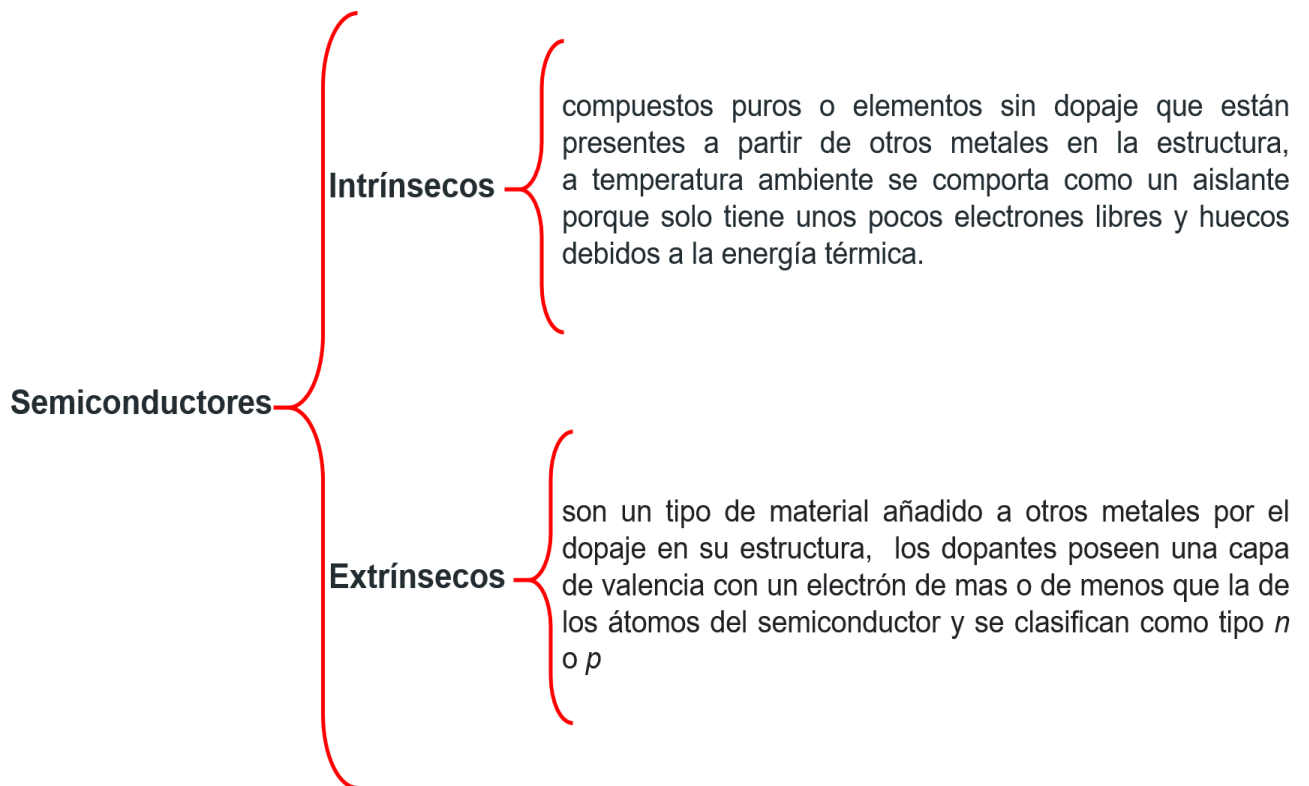 compuestos puros o elementos sin dopaje que están
presentes a partir de otros metales en la estructura,
a temperatura ambiente se comporta como un aislante
porque solo tiene unos pocos electrones libres y huecos
debidos a la energía térmica.
Intrínsecos
Semiconductores
son un tipo de material añadido a otros metales por el
dopaje en su estructura, los dopantes poseen una capa
de valencia con un electrón de mas o de menos que la de
los átomos del semiconductor y se clasifican como tipo n
o p
Extrínsecos